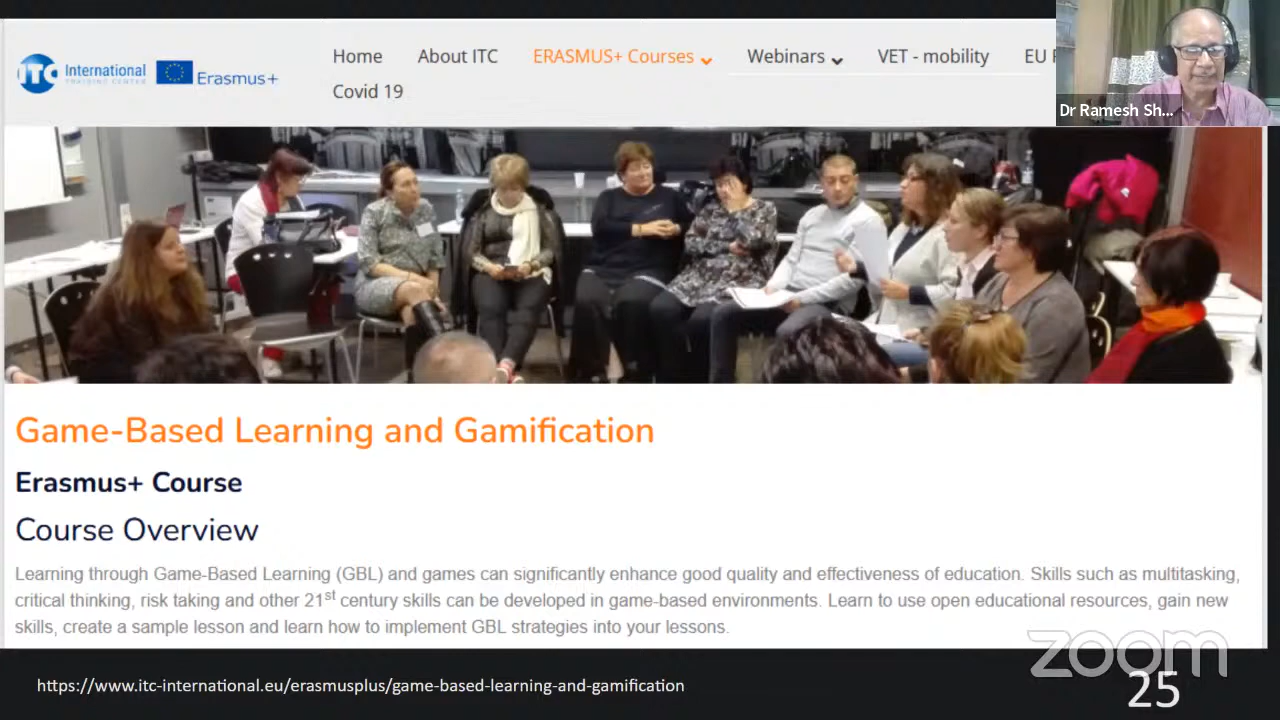 ITC International
TRAINING CENTER
Erasmus+
Home About ITC ERASMUS+ Courses Webinars VET - mobility EU
Covid 19
Dr Ramesh Sh...
Game-Based Learning and Gamification
Erasmus+ Course
Course Overview
Learning through Game-Based Learning (GBL) and games can significantly enhance good quality and effectiveness of education. Skills such as multitasking,
critical thinking, risk taking and other 21st century skills can be developed in game-based environments. Learn to use open educational resources, gain new
skills, create a sample lesson and learn how to implement GBL strategies into your lessons.
zoom
https://www.itc-international.eu/erasmusplus/game-based-learning-and-gamification
25